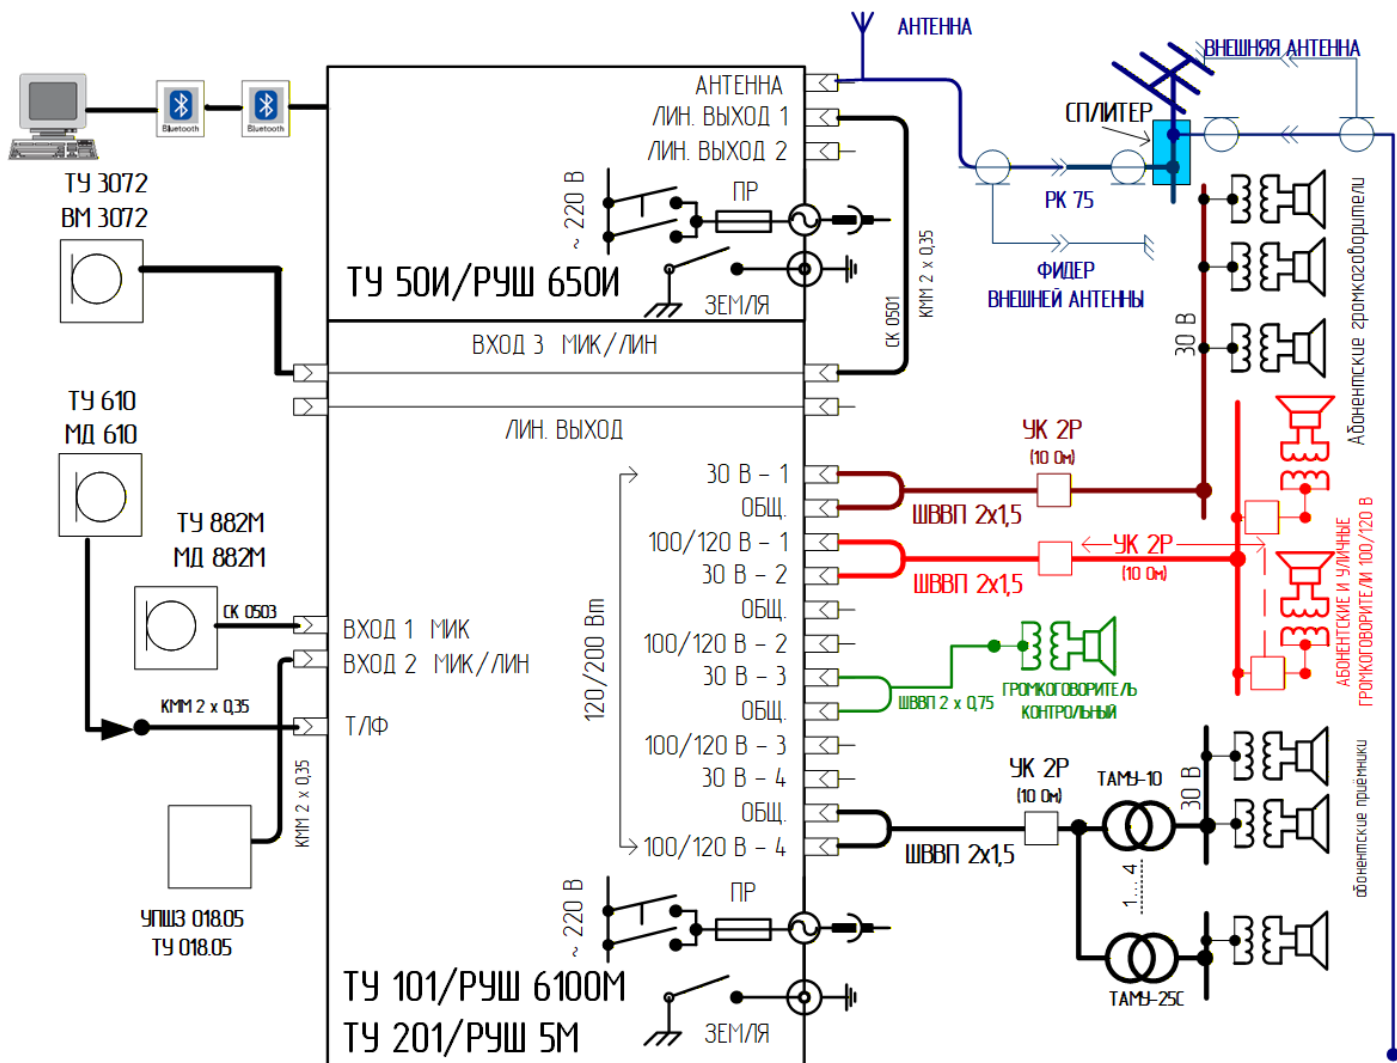 АНТЕННА
ВНЕШНЯЯ АНТЕННА
СПЛИТЕР
РК 75
ФИДЕР
ВНЕШНЕЙ АНТЕННЫ
Bluetooth
Bluetooth
ТУ 3072
ВМ 3072
АНТЕННА
ЛИН. ВЫХОД 1
ЛИН. ВЫХОД 2
~ 220 В
ПР
ЗЕМЛЯ
ТУ 50И/РУШ 650И
СК 0501
КММ 2 х 0,35
ВХОД 3 МИК/ЛИН
ЛИН. ВЫХОД
ТУ 610
МД 610
ТУ 882М
МД 882М
СК 0503
ВХОД 1 МИК
ВХОД 2 МИК/ЛИН
КММ 2 х 0,35
Т/Ф
КММ 2 х 0,35
УПШЗ 018.05
ТУ 018.05
120/200 Вт
30 В - 1
ОБЩ.
100/120 В - 1
30 В - 2
ОБЩ.
100/120 В - 2
30 В - 3
ОБЩ.
100/120 В - 3
30 В - 4
ОБЩ.
100/120 В - 4
~ 220 В
ПР
ЗЕМЛЯ
ТУ 101/РУШ 6100М
ТУ 201/РУШ 5М
30 В
Абонентские громкоговорители
УК 2Р
(10 Ом)
ШВВП 2х1,5
УК 2Р
(10 Ом)
ШВВП 2х1,5
АБОНЕНТСКИЕ И УЛИЧНЫЕ
ГРОМКОГОВОРИТЕЛИ 100/120 В
ШВВП 2 х 0,75
ГРОМКОГОВОРИТЕЛЬ
КОНТРОЛЬНЫЙ
УК 2Р
(10 Ом)
ШВВП 2х1,5
ТАМУ-10
30 В
1... 4
ТАМУ-25С
абонентские приёмники